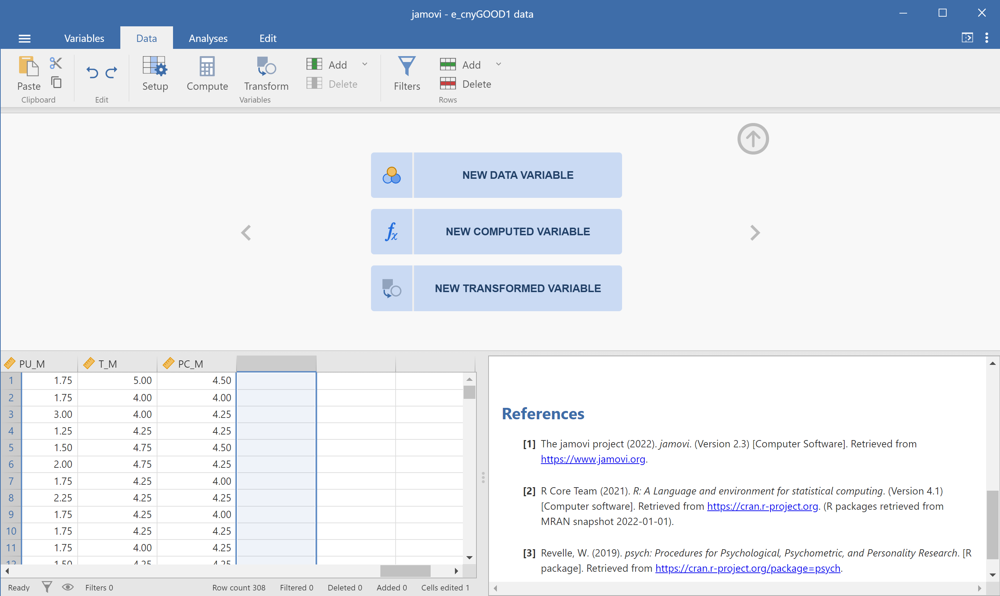 jamovi - e_cnyGOOD1 data
Variables Data Analyses Edit
Paste
Clipboard
Edit
Setup Compute Transform
Add
Delete
Variables
Filters
Add
Delete
Rows
NEW DATA VARIABLE
fx NEW COMPUTED VARIABLE
NEW TRANSFORMED VARIABLE
PU_M T_M PC_M
1 1.75 5.00 4.50
2 1.75 4.00 4.00
3 3.00 4.00 4.25
4 1.25 4.25 4.25
5 1.50 4.75 4.50
6 2.00 4.75 4.25
7 1.75 4.25 4.00
8 2.25 4.25 4.25
9 1.75 4.25 4.00
10 1.75 4.25 4.25
11 1.75 4.00 4.25
12 1.50 4.25 4.25
Ready Filters 0 Row count 308 Filtered 0 Deleted 0 Added 0 Cells edited 1
References
[1] The jamovi project (2022). jamovi. (Version 2.3) [Computer Software]. Retrieved from
https://www.jamovi.org.
[2] R Core Team (2021). R: A Language and environment for statistical computing. (Version 4.1)
[Computer software]. Retrieved from https://cran.r-project.org. (R packages retrieved from
MRAN snapshot 2022-01-01).
[3] Revelle, W. (2019). psych: Procedures for Psychological, Psychometric, and Personality Research. [R
package]. Retrieved from https://cran.r-project.org/package=psych.